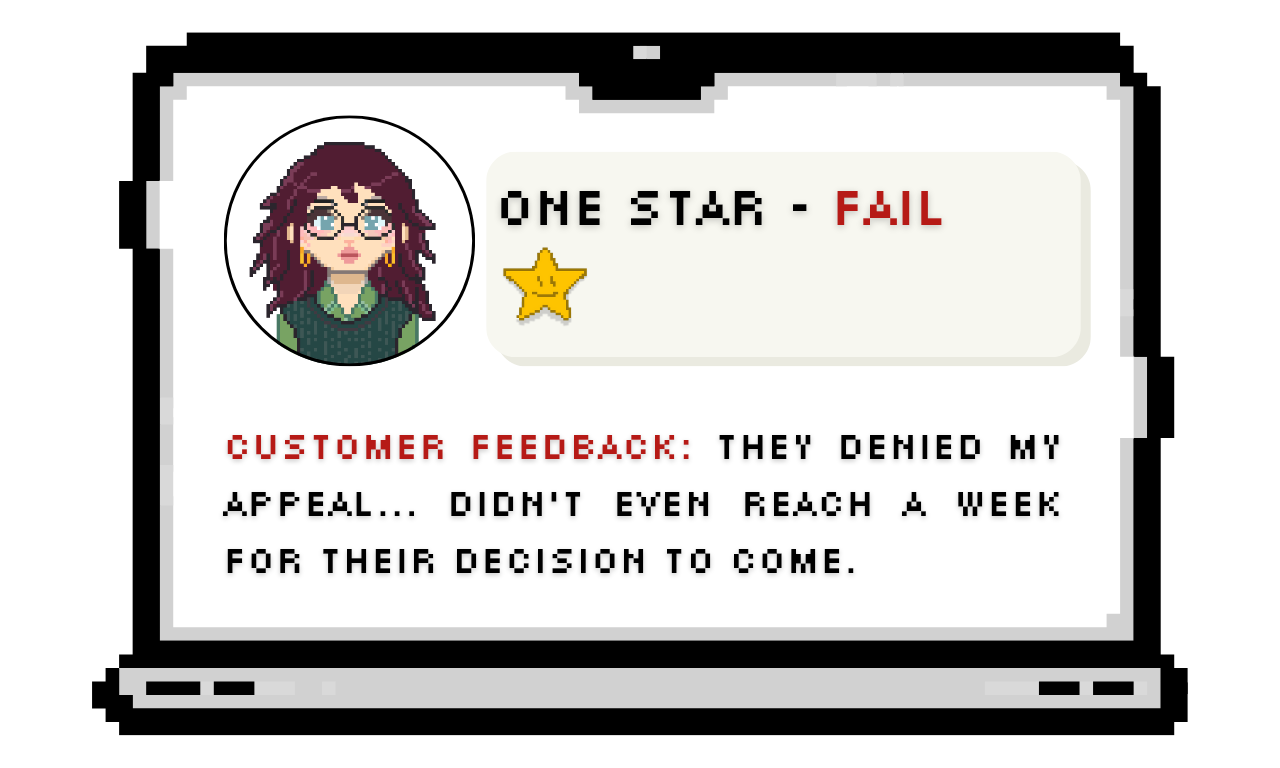 ONE STAR - FAIL
CUSTOMER FEEDBACK: THEY DENIED MY
APPEAL... DIDN'T EVEN REACH A WEEK
FOR THEIR DECISION TO COME.